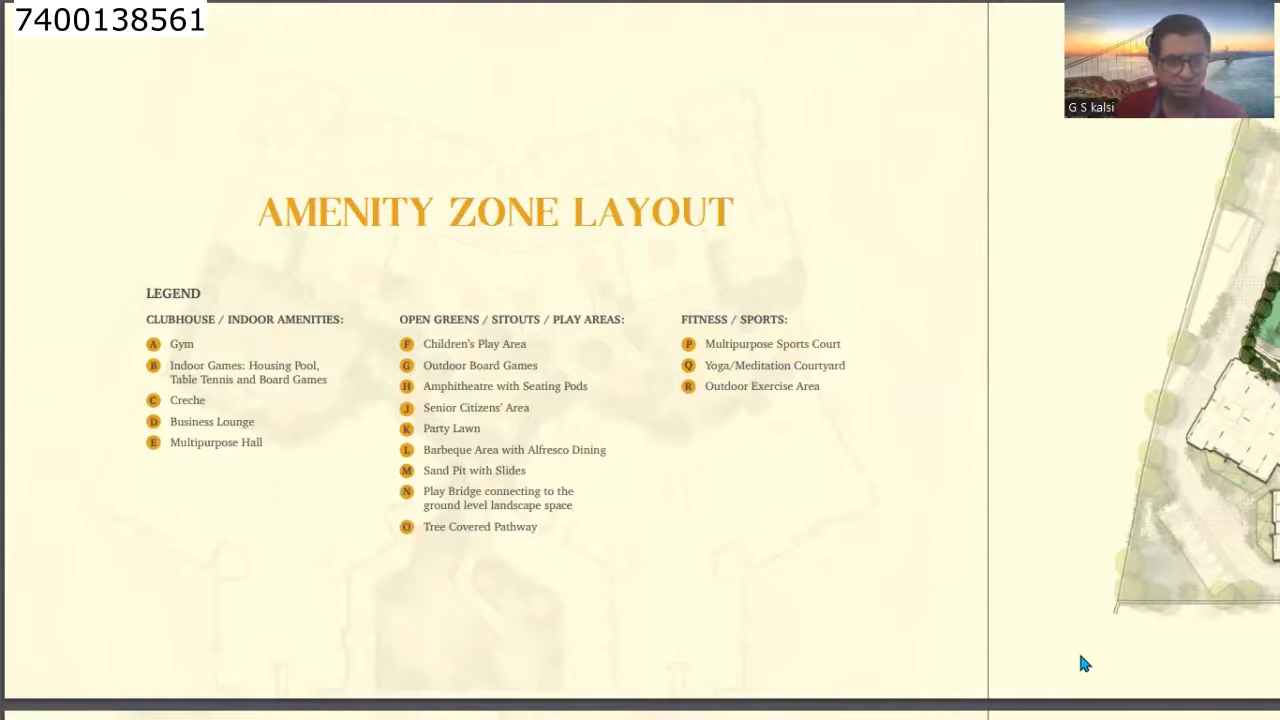 7400138561
G S kalsi
AMENITY ZONE LAYOUT
LEGEND
CLUBHOUSE / INDOOR AMENITIES:
A Gym
B Indoor Games: Housing Pool,
Table Tennis and Board Games
C Creche
D Business Lounge
E Multipurpose Hall
OPEN GREENS / SITOUTS / PLAY AREAS:
F Children's Play Area
G Outdoor Board Games
H Amphitheatre with Seating Pods
J Senior Citizens' Area
K Party Lawn
L Barbeque Area with Alfresco Dining
M Sand Pit with Slides
N Play Bridge connecting to the
ground level landscape space
O Tree Covered Pathway
FITNESS / SPORTS:
P Multipurpose Sports Court
Q Yoga/Meditation Courtyard
R Outdoor Exercise Area